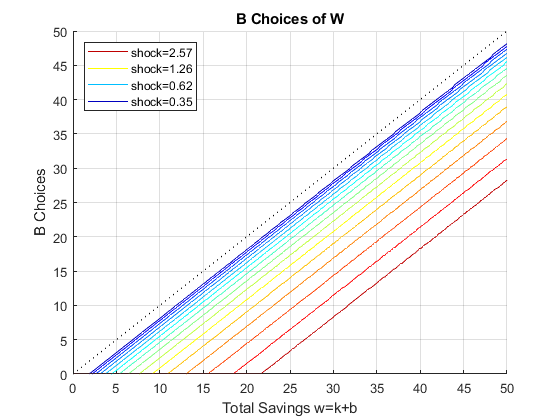 B Choices of W
50
45
40
35
30
25
20
15
10
5
0
B Choices
shock=2.57
shock=1.26
shock=0.62
shock=0.35
0 5 10 15 20 25 30 35 40 45 50
Total Savings w=k+b